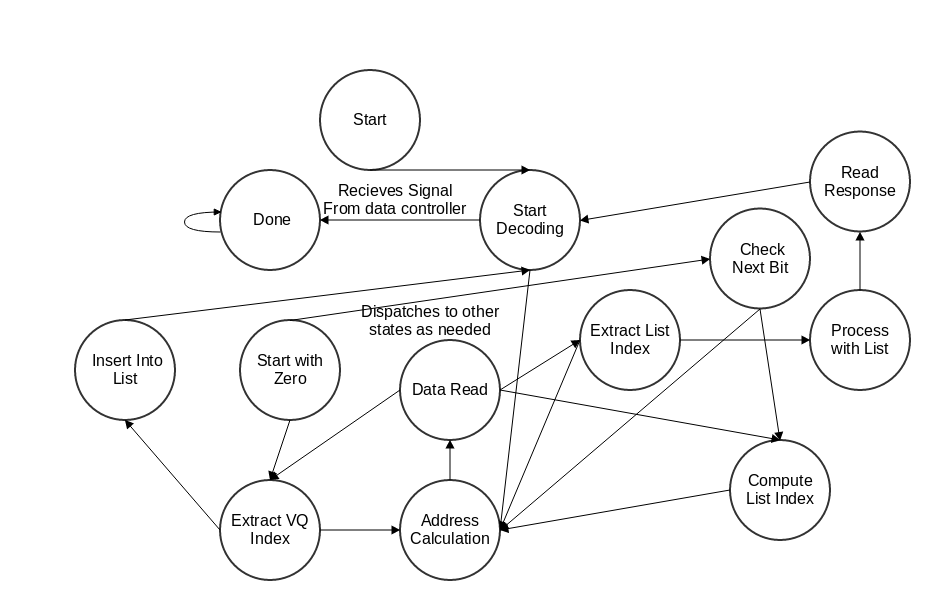 Start
Read
Response
Recieves Signal
From data controller
Done
Start
Decoding
Check
Next Bit
Dispatches to other
states as needed
Extract List
Index
Process
with List
Insert Into
List
Start with
Zero
Data Read
Compute
List Index
Extract VQ
Index
Address
Calculation